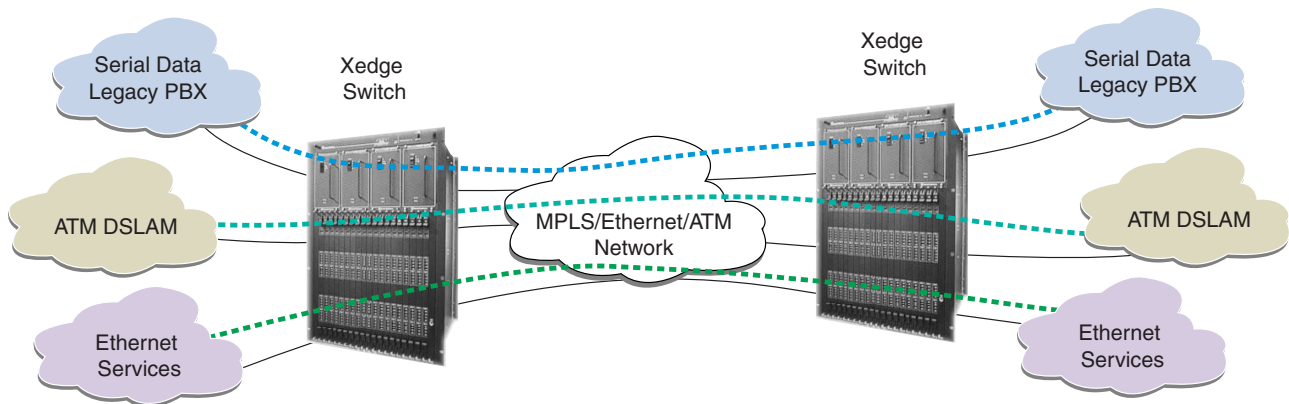 Serial Data
Legacy PBX
Xedge
Switch
Xedge
Switch
Serial Data
Legacy PBX
ATM DSLAM
MPLS/Ethernet/ATM
Network
ATM DSLAM
Ethernet
Services
Ethernet
Services